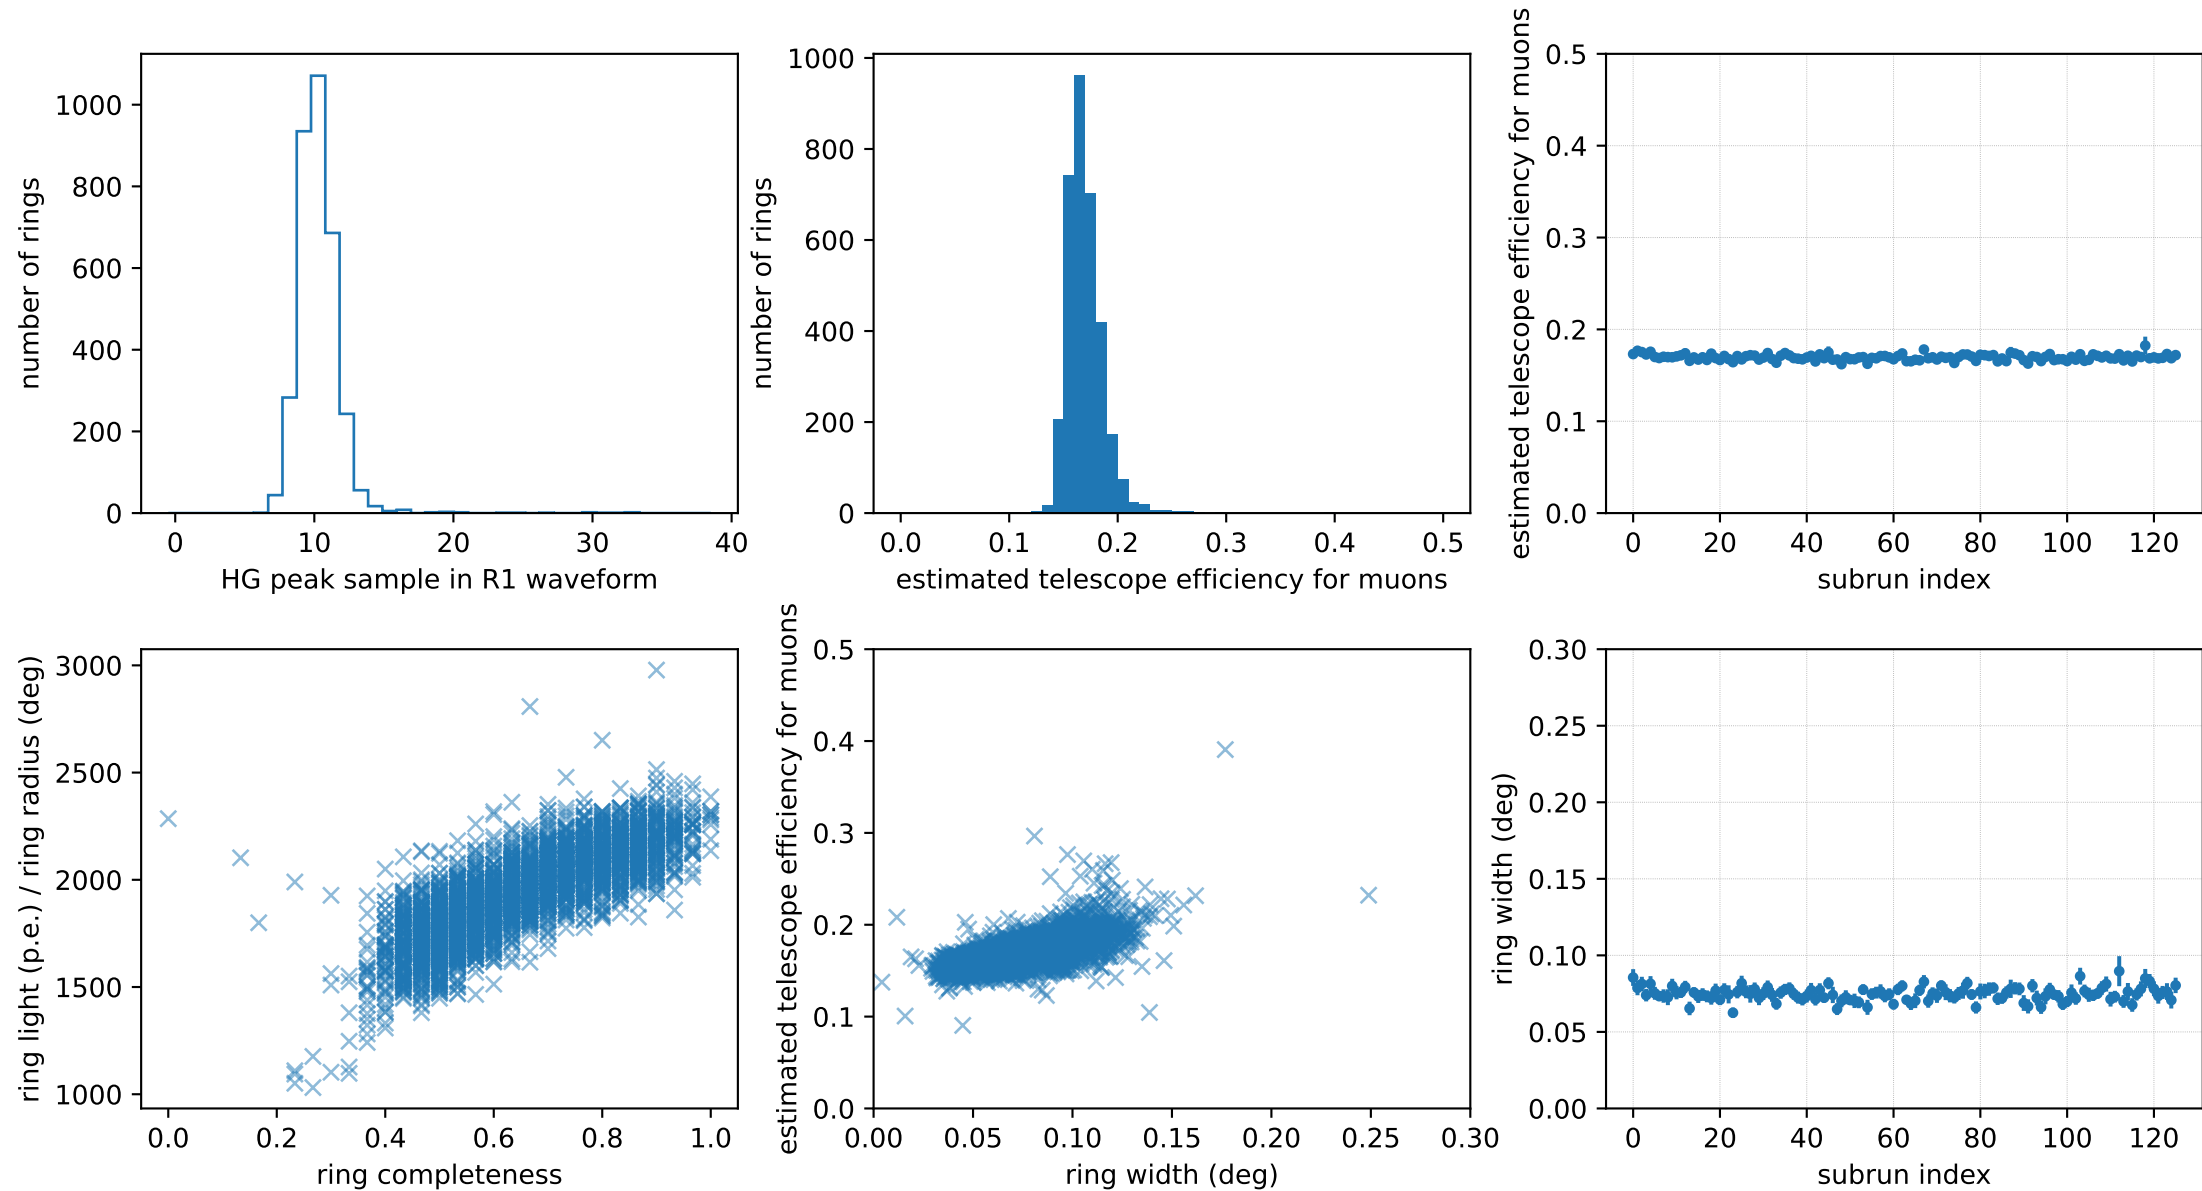 number of rings
1000
800
600
400
200
0
0 10 20 30 40
HG peak sample in R1 waveform
number of rings
1000
800
600
400
200
0
0.0 0.1 0.2 0.3 0.4 0.5
estimated telescope efficiency for muons
estimated telescope efficiency for muons
0.5
0.4
0.3
0.2
0.1
0.0
0 20 40 60 80 100 120
subrun index
ring light (p.e.) / ring radius (deg)
3000
2500
2000
1500
1000
0.0 0.2 0.4 0.6 0.8 1.0
ring completeness
estimated telescope efficiency for muons
0.5
0.4
0.3
0.2
0.1
0.0
0.00 0.05 0.10 0.15 0.20 0.25 0.30
ring width (deg)
ring width (deg)
0.30
0.25
0.20
0.15
0.10
0.05
0.00
0 20 40 60 80 100 120
subrun index